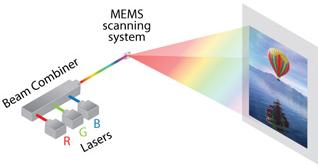 MEMS
scanning
system
Beam Combiner
R
G
B
Lasers